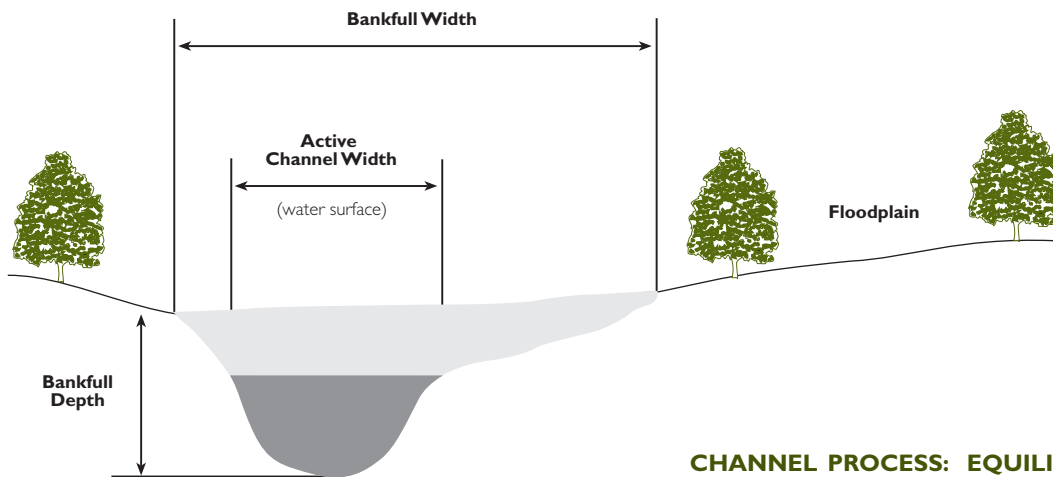 Bankfull Width
Active
Channel Width
(water surface)
Floodplain
Bankfull
Depth
CHANNEL PROCESS: EQUILI